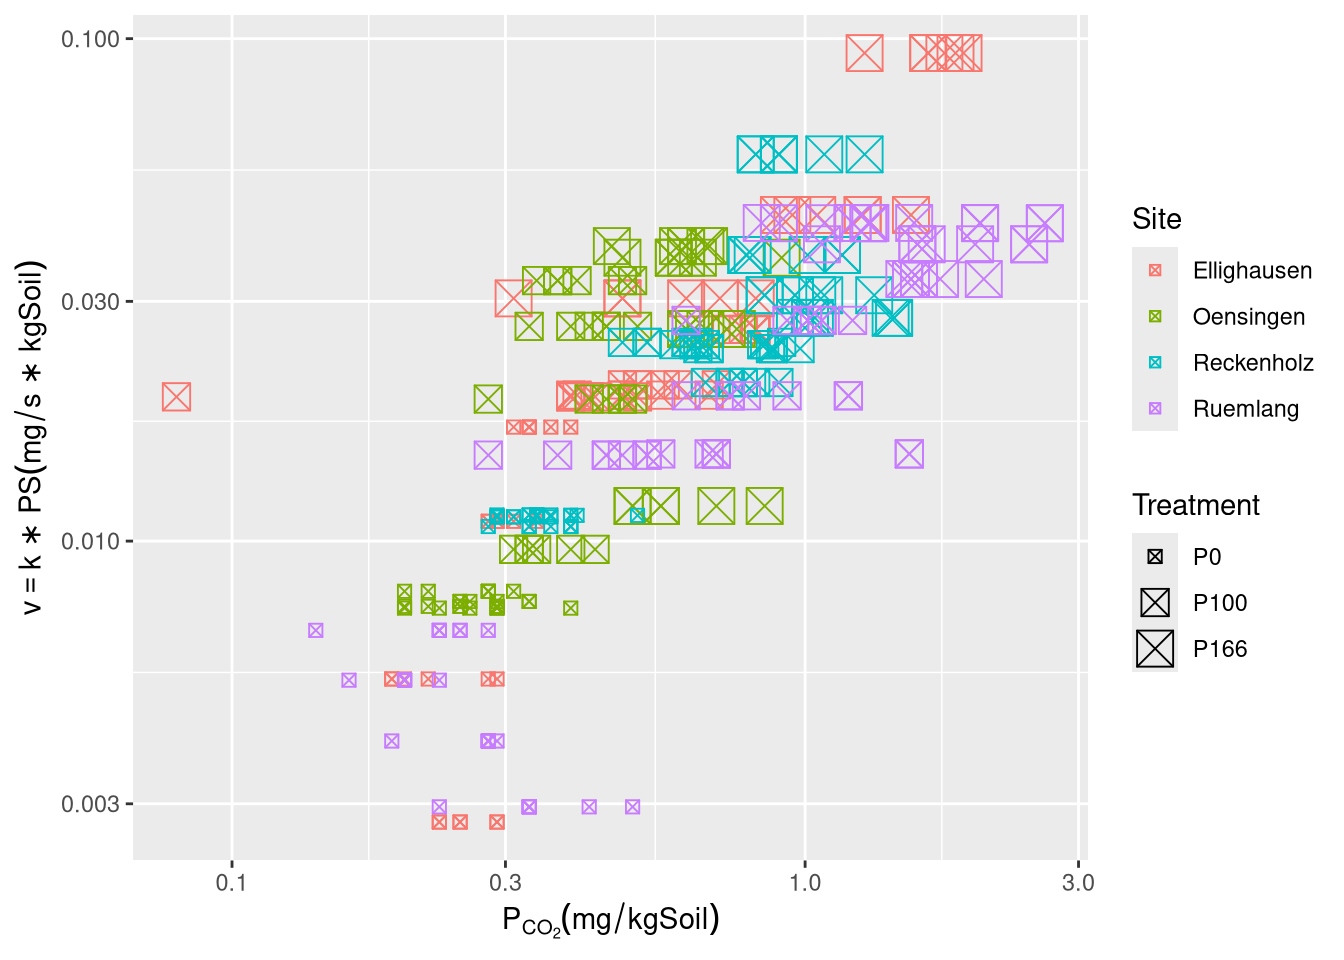 0.100
0.030
0.010
0.003
v = k * PS(mg/s * kgSoil)
0.1
0.3
1.0
3.0
P_CO₂(mg/kgSoil)
Site
Ellighausen
Oensingen
Reckenholz
Ruemlang
Treatment
P0
P100
P166